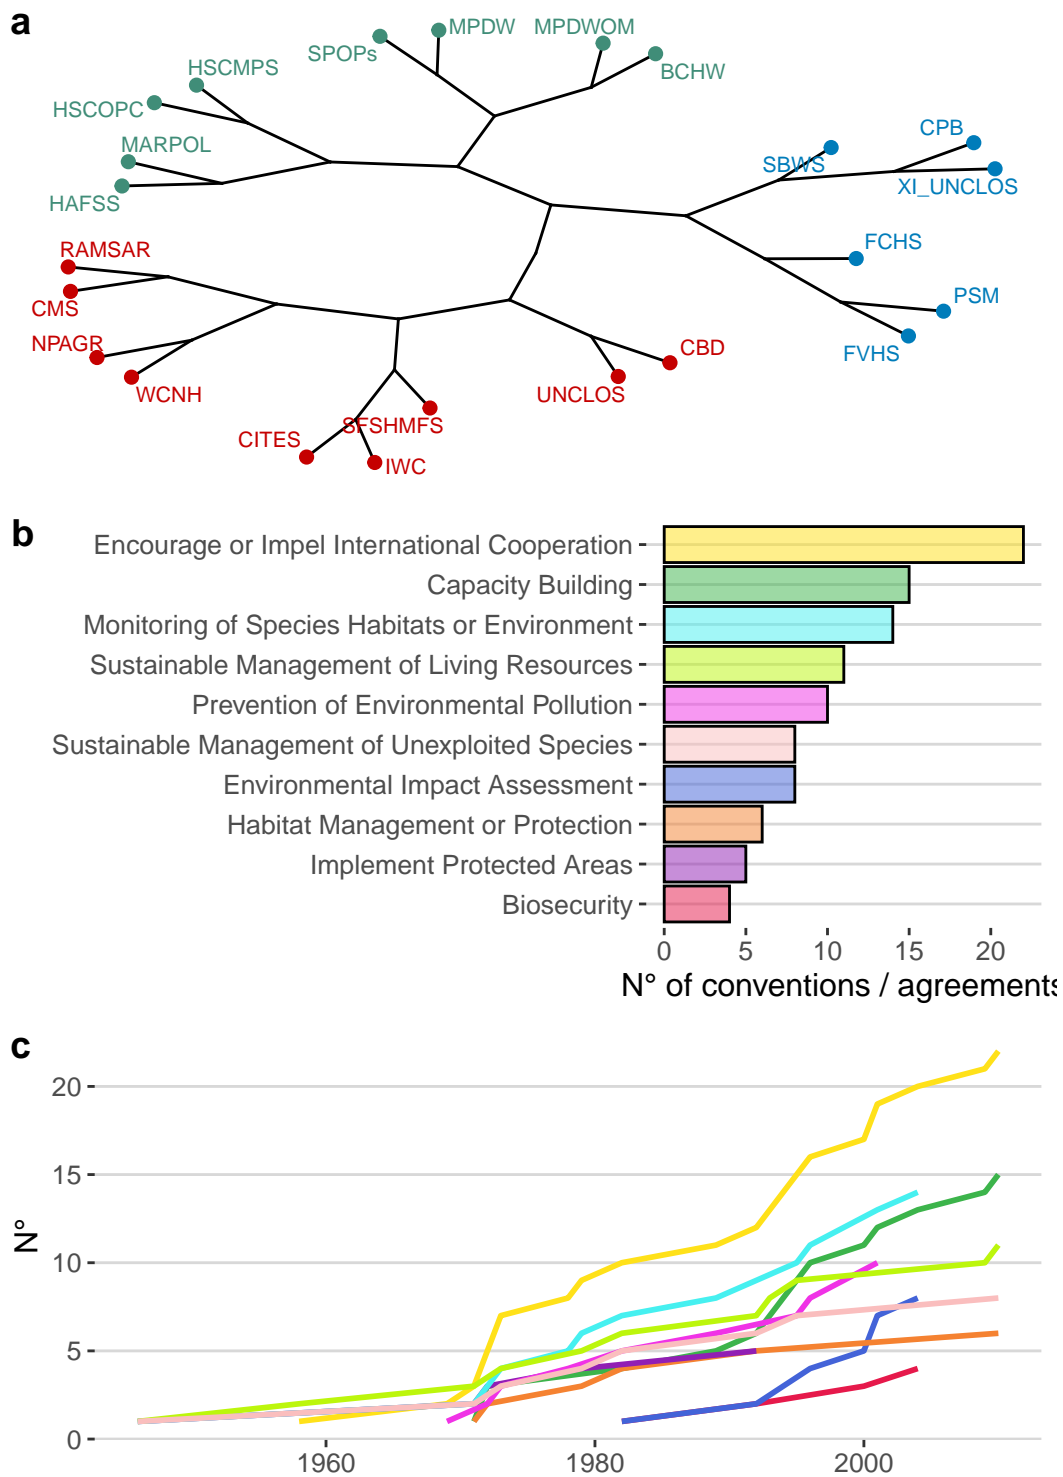 a
MPDW
MPDWOM
SPOPs
BCHW
HSCMPS
HSCOPC
MARPOL
HAFSS
CPB
SBWS
XI_UNCLOS
FCHS
PSM
FVHS
RAMSAR
CMS
NPAGR
WCNH
CBD
UNCLOS
SFSHMFS
CITES
IWC
b
Encourage or Impel International Cooperation
Capacity Building
Monitoring of Species Habitats or Environment
Sustainable Management of Living Resources
Prevention of Environmental Pollution
Sustainable Management of Unexploited Species
Environmental Impact Assessment
Habitat Management or Protection
Implement Protected Areas
Biosecurity
0 5 10 15 20
N° of conventions / agreements
c
N°
20
15
10
5
0
1960 1980 2000